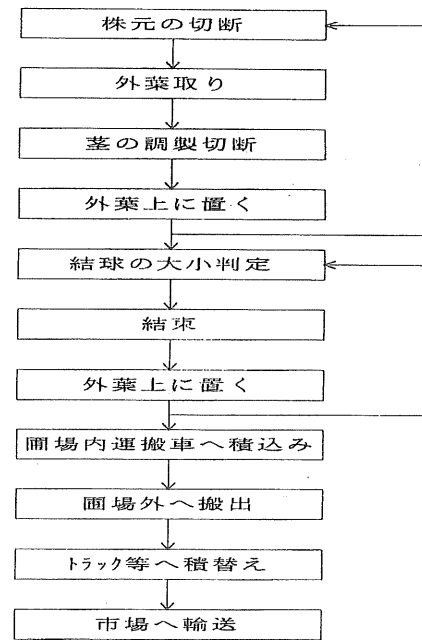 株元の切断
外葉取り
茎の調製切断
外葉上に置く
結球の大小判定
結束
外葉上に置く
圃場内運搬車へ積込み
圃場外へ搬出
トラック等へ積替え
市場へ輸送